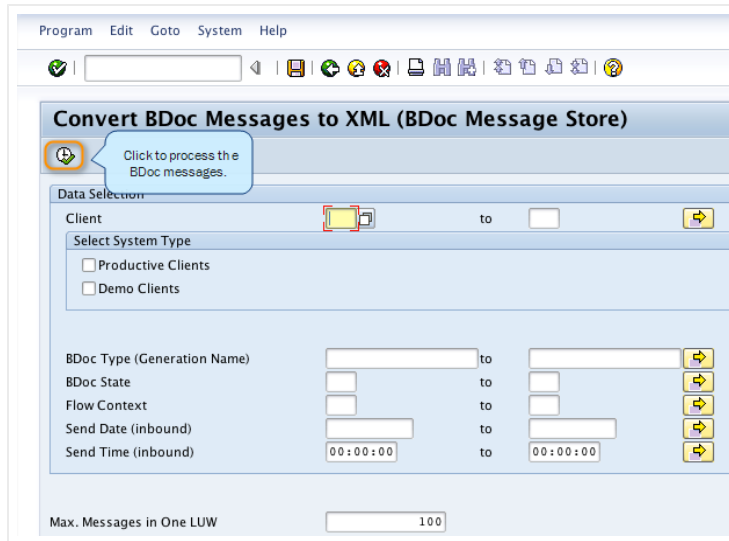 Program Edit Goto System Help
Convert BDoc Messages to XML (BDoc Message Store)
Click to process the
BDoc messages.
Data Selection
Client to
Select System Type
Productive Clients
Demo Clients
BDoc Type (Generation Name) to
BDoc State to
Flow Context to
Send Date (inbound) to
Send Time (inbound) 00:00:00 to 00:00:00
Max. Messages in One LUW 100